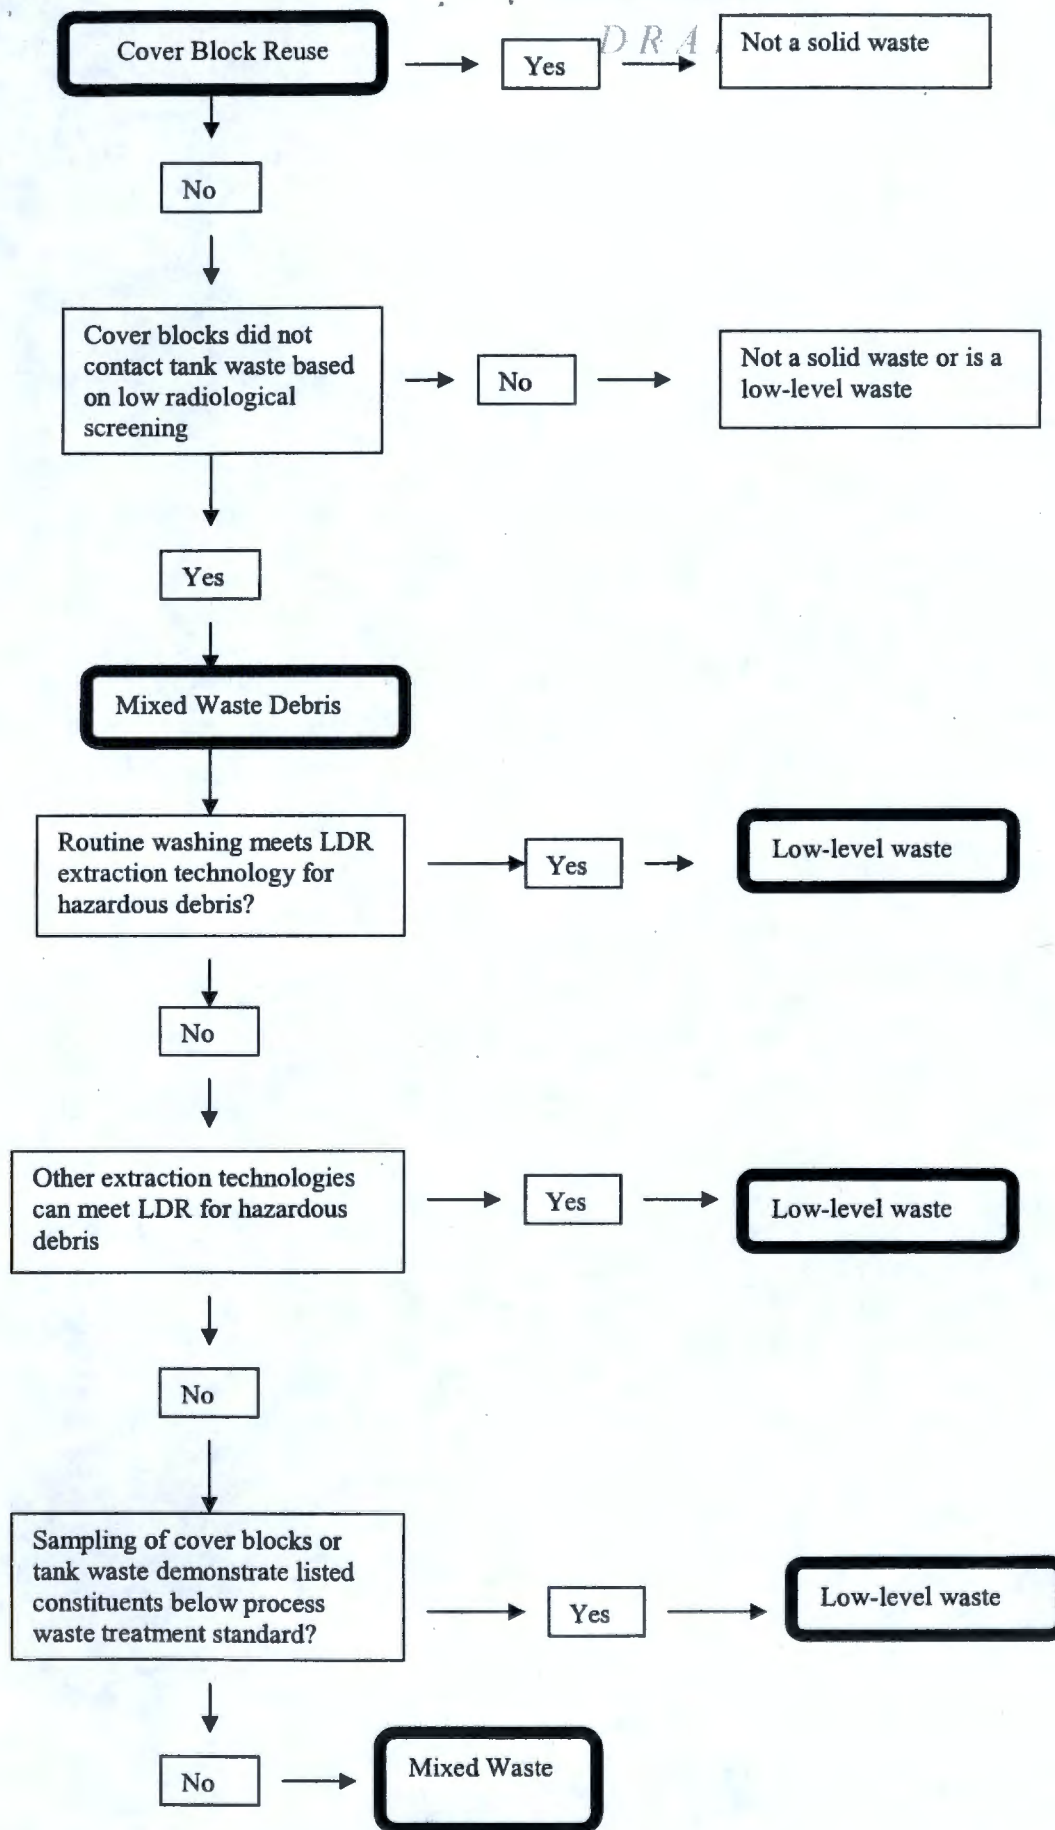 D R A
Cover Block Reuse
Yes
Not a solid waste
No
Cover blocks did not
contact tank waste based
on low radiological
screening
No
Not a solid waste or is a
low-level waste
Yes
Mixed Waste Debris
Routine washing meets LDR
extraction technology for
hazardous debris?
Yes
Low-level waste
No
Other extraction technologies
can meet LDR for hazardous
debris
Yes
Low-level waste
No
Sampling of cover blocks or
tank waste demonstrate listed
constituents below process
waste treatment standard?
Yes
Low-level waste
No
Mixed Waste